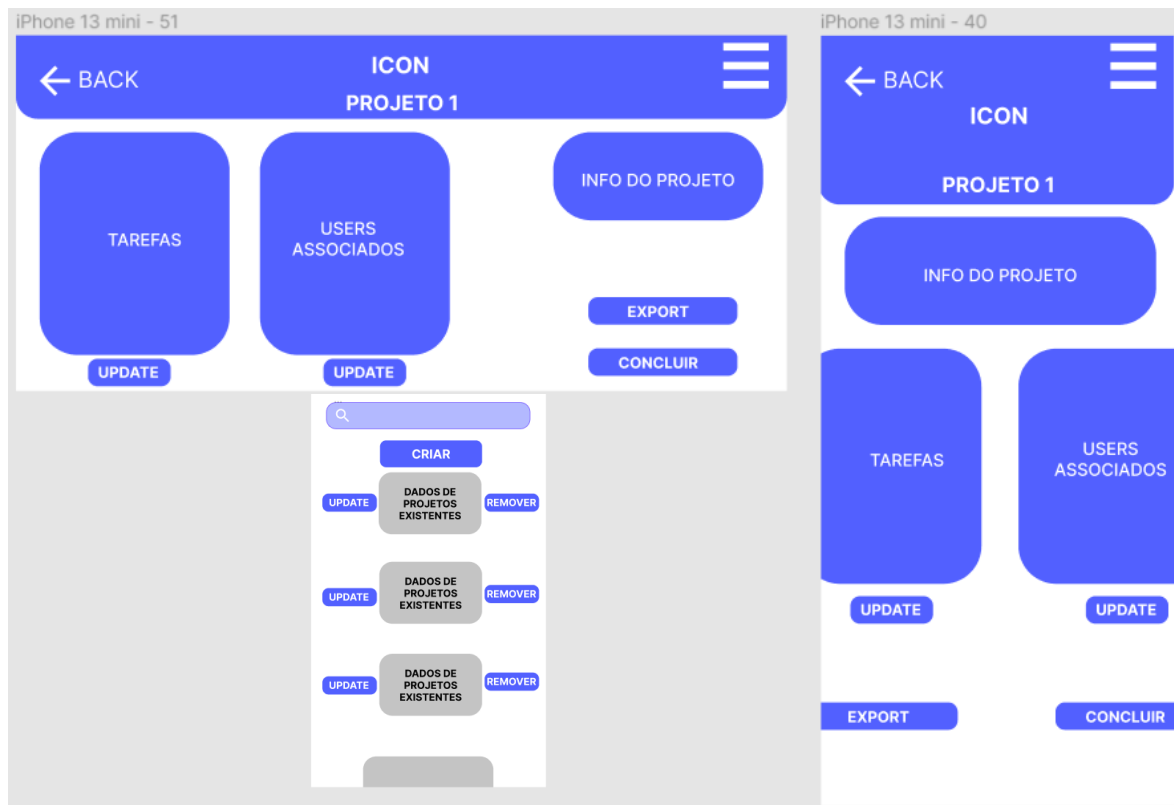 iPhone 13 mini - 51
BACK
ICON
PROJETO 1
TAREFAS
USERS
ASSOCIADOS
INFO DO PROJETO
EXPORT
CONCLUIR
UPDATE
UPDATE
CRIAR
UPDATE
DADOS DE
PROJETOS
EXISTENTES
REMOVER
UPDATE
DADOS DE
PROJETOS
EXISTENTES
REMOVER
UPDATE
DADOS DE
PROJETOS
EXISTENTES
REMOVER
iPhone 13 mini - 40
BACK
ICON
PROJETO 1
INFO DO PROJETO
TAREFAS
USERS
ASSOCIADOS
UPDATE
UPDATE
EXPORT
CONCLUIR